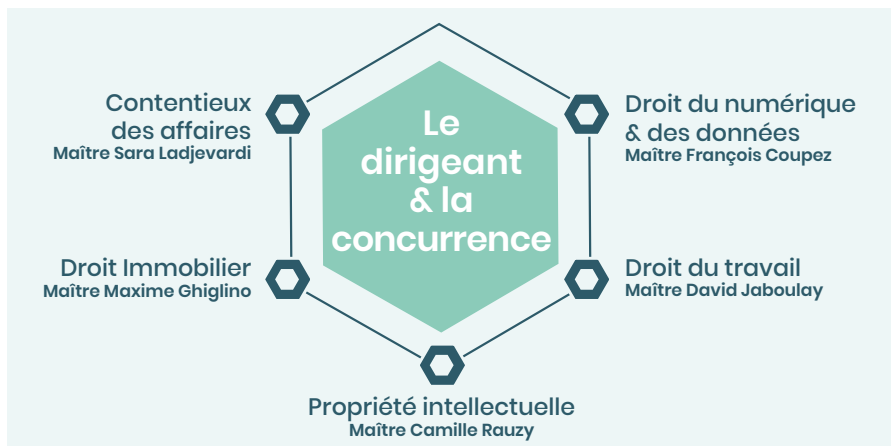 Le
dirigeant
& la
concurrence
Contentieux
des affaires
Maître Sara Ladjevardi
Droit du numérique
& des données
Maître François Coupez
Droit Immobilier
Maître Maxime Ghiglino
Droit du travail
Maître David Jaboulay
Propriété intellectuelle
Maître Camille Rauzy